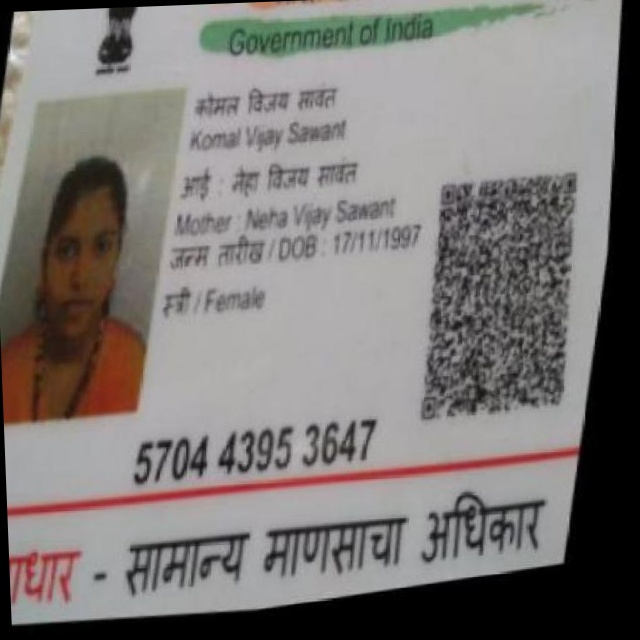 Government of India
कोमल विजय सावंत
Komal Vijay Sawant
आई : नेहा विजय सावंत
Mother : Neha Vijay Sawant
जन्म तारीख / DOB : 17/11/1997
स्त्री / Female
5704 4395 3647
ाधार - सामान्य माणसाचा अधिकार